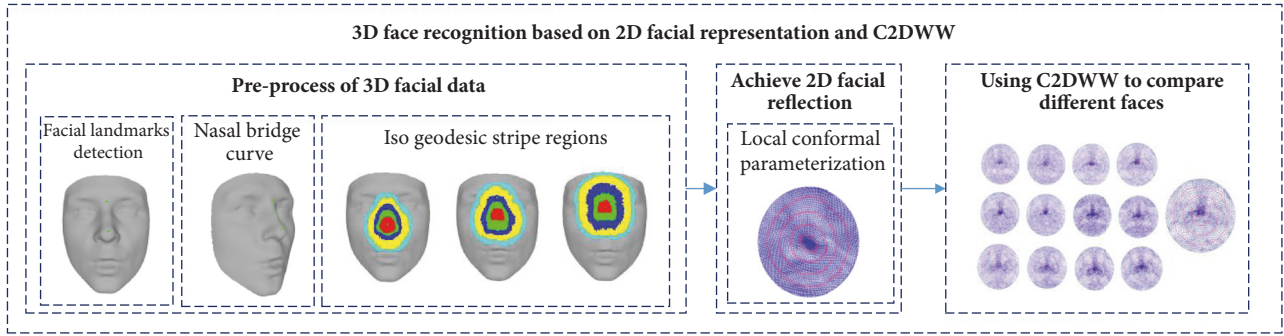 3D face recognition based on 2D facial representation and C2DWW
Pre-process of 3D facial data
Facial landmarks
detection
Nasal bridge
curve
Iso geodesic stripe regions
Achieve 2D facial
reflection
Local conformal
parameterization
Using C2DWW to compare
different faces